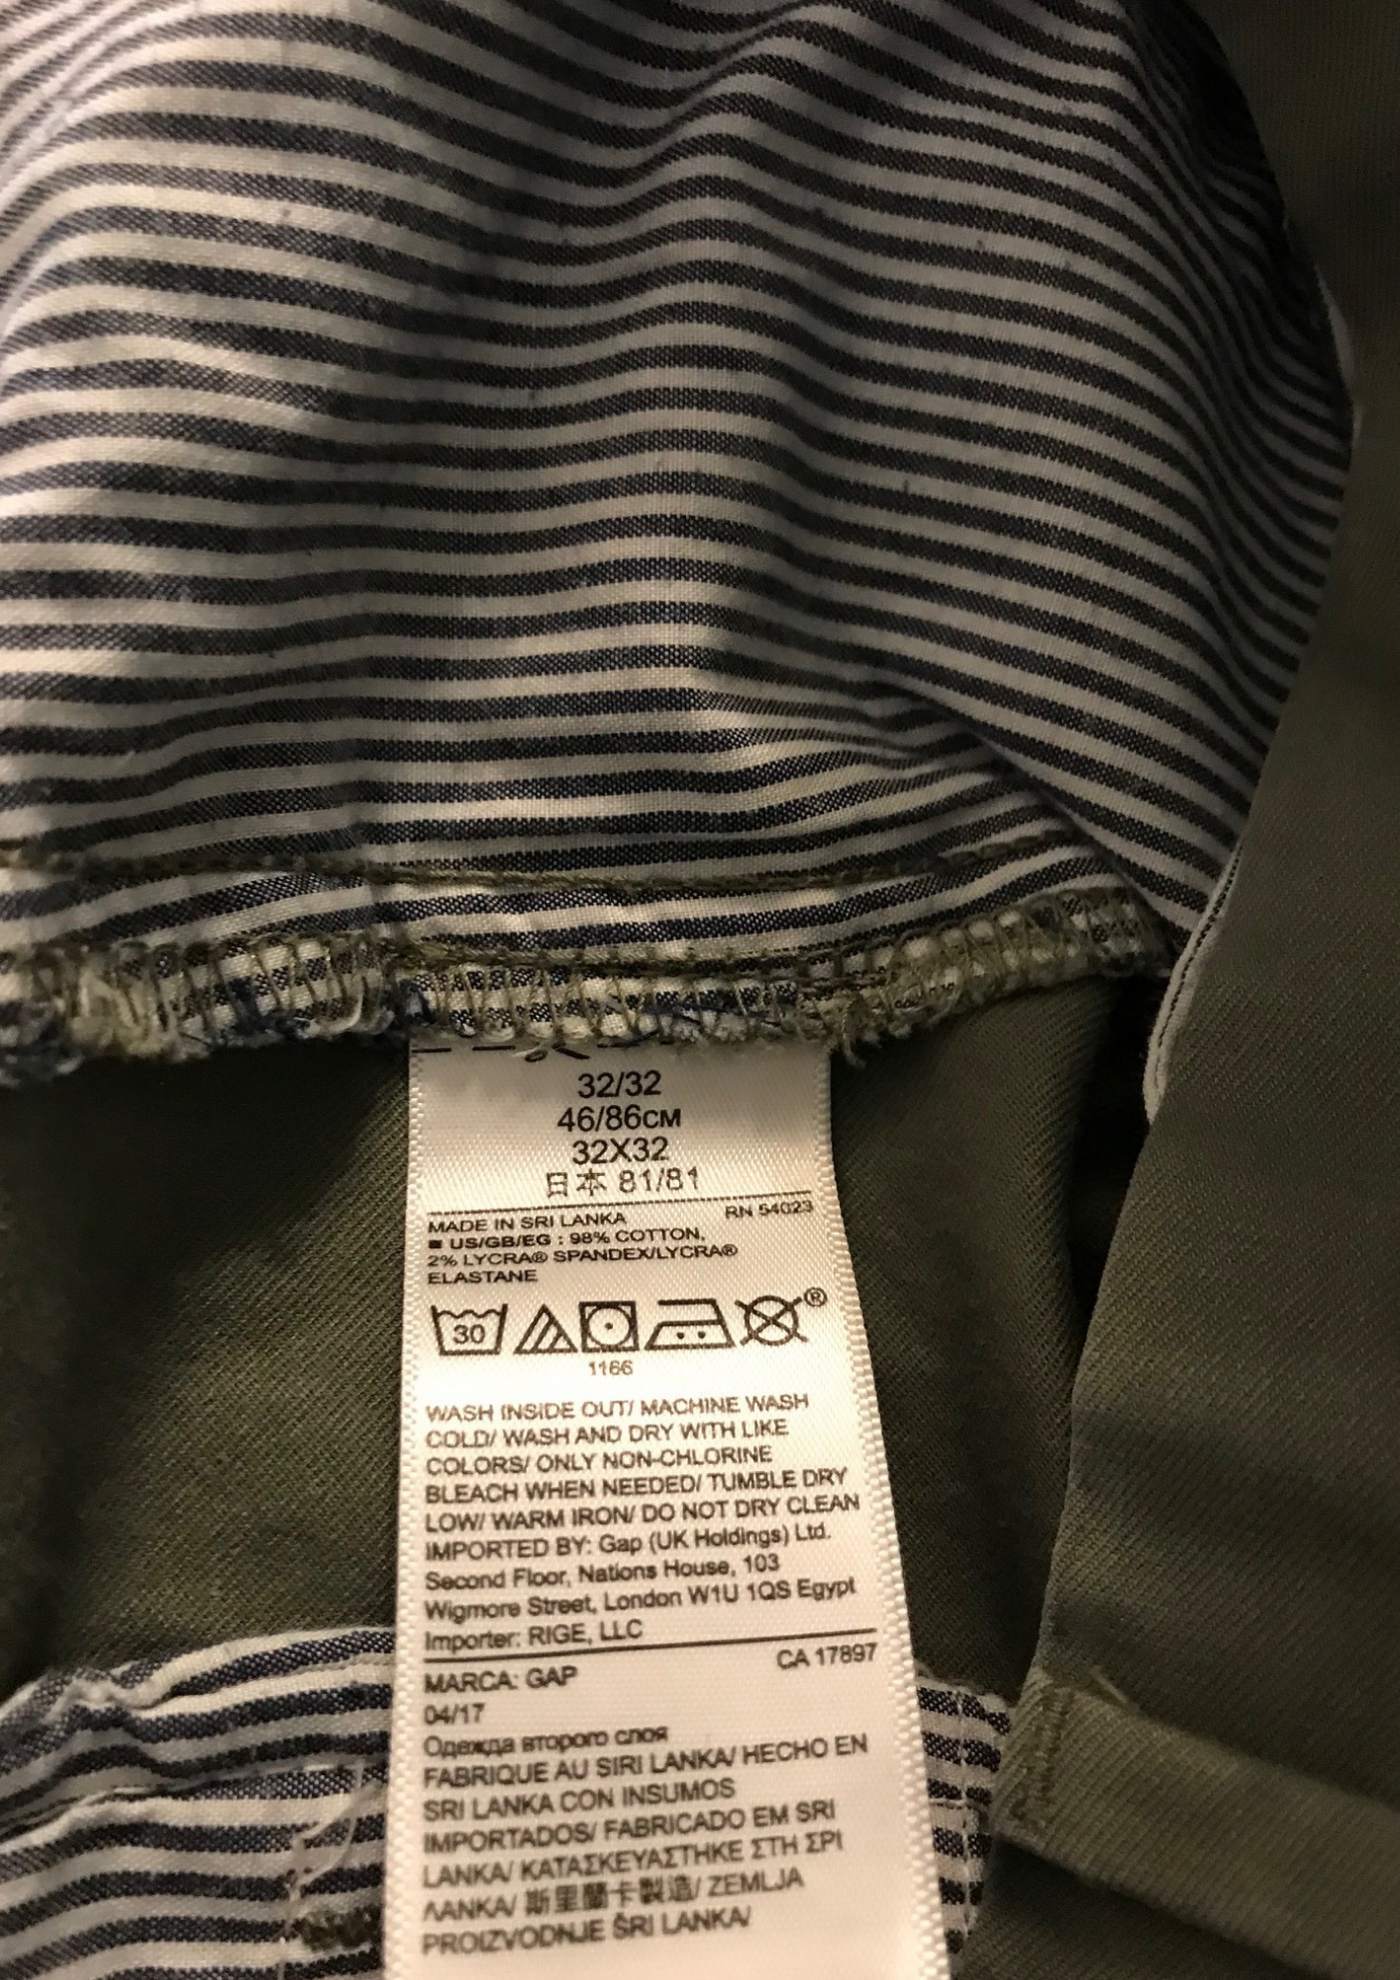 32/32
46/86CM
32X32
日本 81/81
MADE IN SRI LANKA RN 54023
■ US/GB/EG : 98% COTTON,
2% LYCRA® SPANDEX/LYCRA®
ELASTANE
30 ®
1166
WASH INSIDE OUT/ MACHINE WASH
COLD/ WASH AND DRY WITH LIKE
COLORS/ ONLY NON-CHLORINE
BLEACH WHEN NEEDED/ TUMBLE DRY
LOW/ WARM IRON/ DO NOT DRY CLEAN
IMPORTED BY: Gap (UK Holdings) Ltd.
Second Floor, Nations House, 103
Wigmore Street, London W1U 1QS Egypt
Importer: RIGE, LLC
MARCA: GAP CA 17897
04/17
Одежда второго слоя
FABRIQUE AU SIRI LANKA/ HECHO EN
SRI LANKA CON INSUMOS
IMPORTADOS/ FABRICADO EM SRI
LANKA/ ΚΑΤΑΣΚΕΥΑΣΤΗΚΕ ΣΤΗ ΣΡΙ
ΛΑΝΚΑ/ 斯里蘭卡製造/ ZEMLJA
PROIZVODNJE ŠRI LANKA/